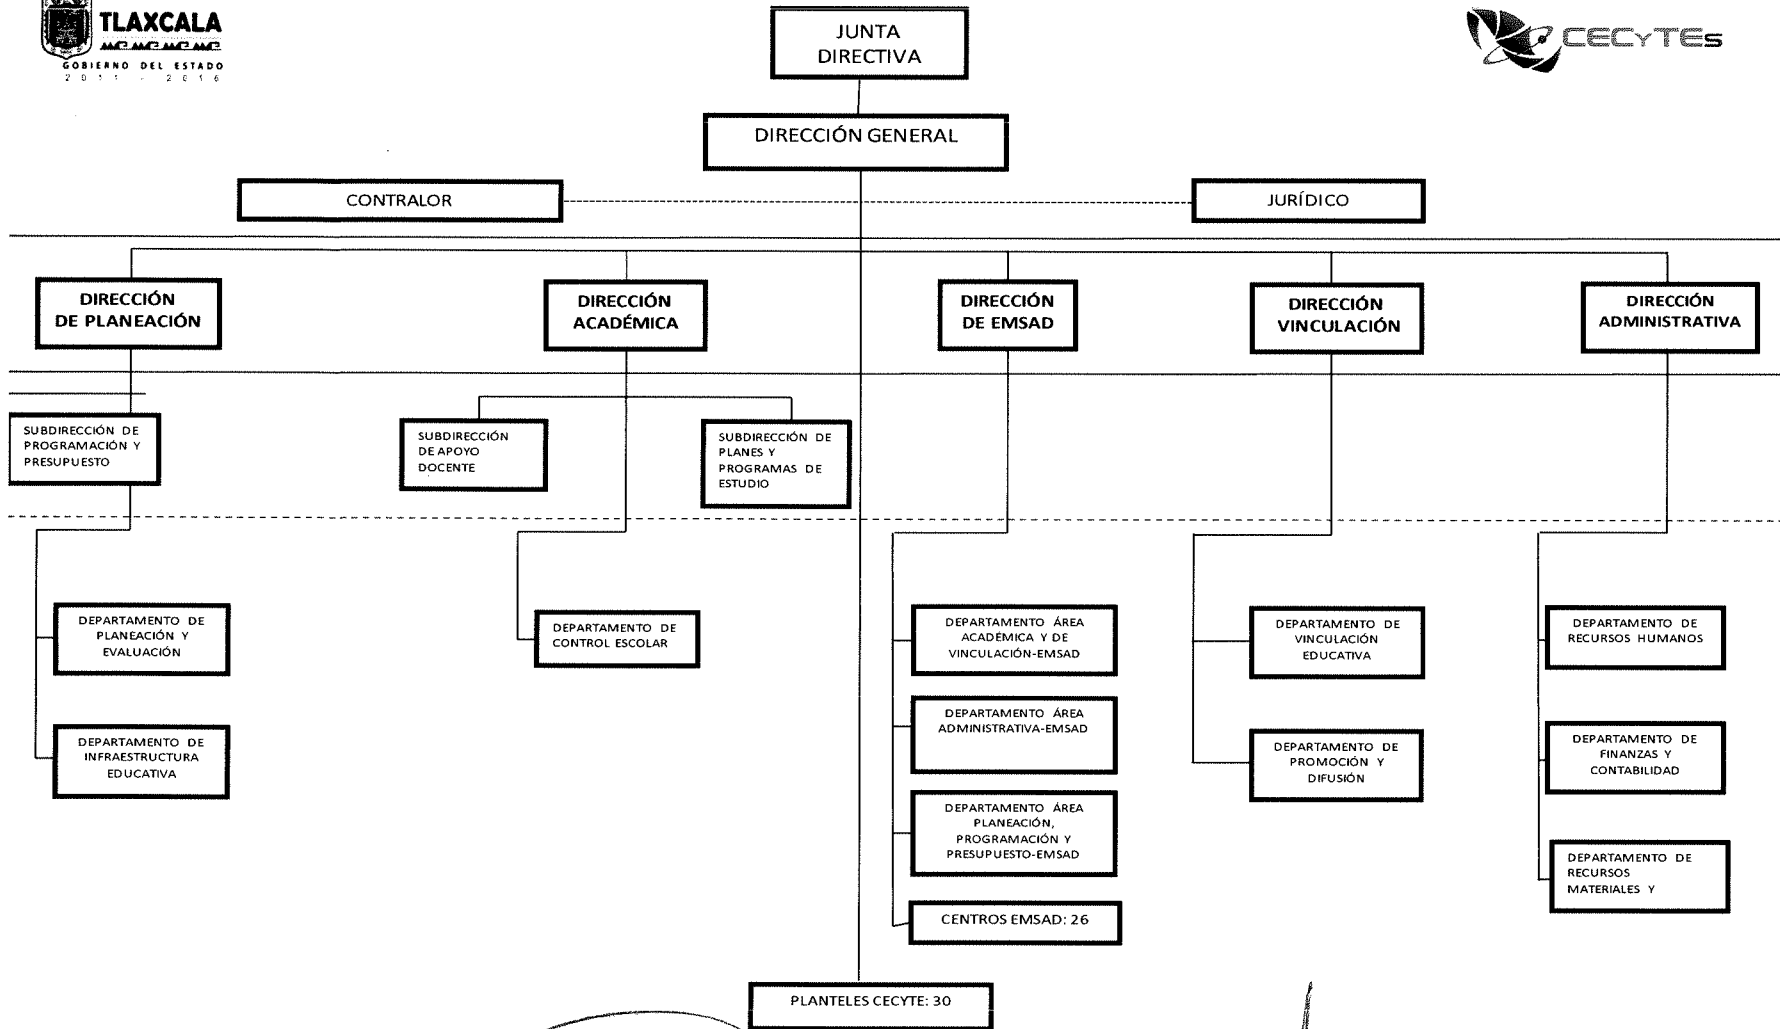 TLAXCALA
GOBIERNO DEL ESTADO
2011 - 2016
CECYTEs
JUNTA
DIRECTIVA
DIRECCIÓN GENERAL
CONTRALOR
JURÍDICO
DIRECCIÓN
DE PLANEACIÓN
DIRECCIÓN
ACADÉMICA
DIRECCIÓN
DE EMSAD
DIRECCIÓN
VINCULACIÓN
DIRECCIÓN
ADMINISTRATIVA
SUBDIRECCIÓN DE
PROGRAMACIÓN Y
PRESUPUESTO
SUBDIRECCIÓN
DE APOYO
DOCENTE
SUBDIRECCIÓN DE
PLANES Y
PROGRAMAS DE
ESTUDIO
DEPARTAMENTO DE
PLANEACIÓN Y
EVALUACIÓN
DEPARTAMENTO DE
INFRAESTRUCTURA
EDUCATIVA
DEPARTAMENTO DE
CONTROL ESCOLAR
DEPARTAMENTO ÁREA
ACADÉMICA Y DE
VINCULACIÓN-EMSAD
DEPARTAMENTO ÁREA
ADMINISTRATIVA-EMSAD
DEPARTAMENTO ÁREA
PLANEACIÓN,
PROGRAMACIÓN Y
PRESUPUESTO-EMSAD
CENTROS EMSAD: 26
DEPARTAMENTO DE
VINCULACIÓN
EDUCATIVA
DEPARTAMENTO DE
PROMOCIÓN Y
DIFUSIÓN
DEPARTAMENTO DE
RECURSOS HUMANOS
DEPARTAMENTO DE
FINANZAS Y
CONTABILIDAD
DEPARTAMENTO DE
RECURSOS
MATERIALES Y
PLANTELES CECYTE: 30